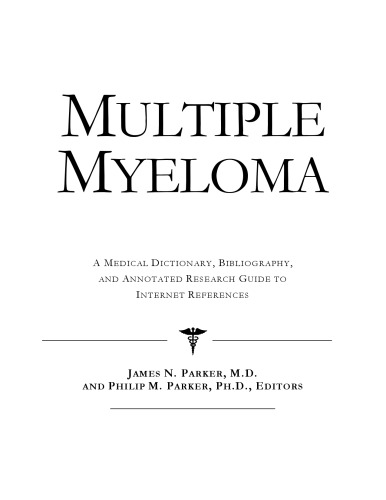 MULTIPLE
MYELOMA
A MEDICAL DICTIONARY, BIBLIOGRAPHY,
AND ANNOTATED RESEARCH GUIDE TO
INTERNET REFERENCES
JAMES N. PARKER, M.D.
AND PHILIP M. PARKER, PH.D., EDITORS